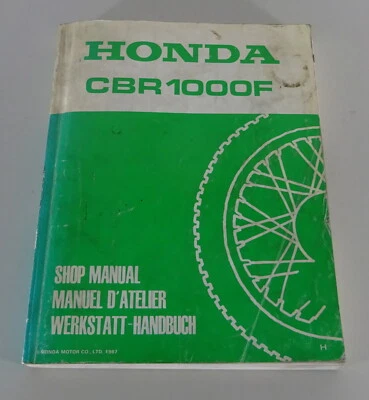 HONDA
CBR1000F
SHOP MANUAL
MANUEL D'ATELIER
WERKSTATT-HANDBUCH
©HONDA MOTOR CO., LTD. 1987
H